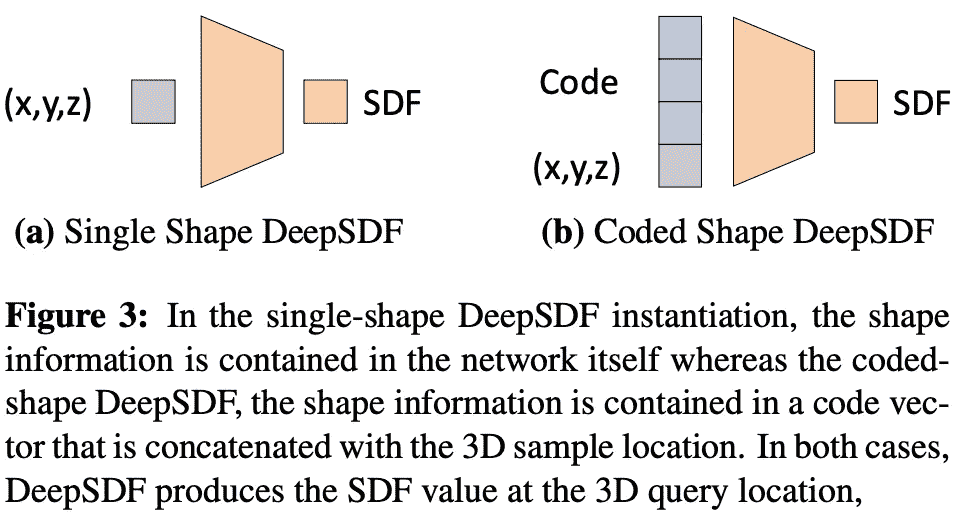 (x,y,z)
SDF
Code
(x,y,z)
SDF
(a) Single Shape DeepSDF
(b) Coded Shape DeepSDF
Figure 3: In the single-shape DeepSDF instantiation, the shape
information is contained in the network itself whereas the coded-
shape DeepSDF, the shape information is contained in a code vec-
tor that is concatenated with the 3D sample location. In both cases,
DeepSDF produces the SDF value at the 3D query location,